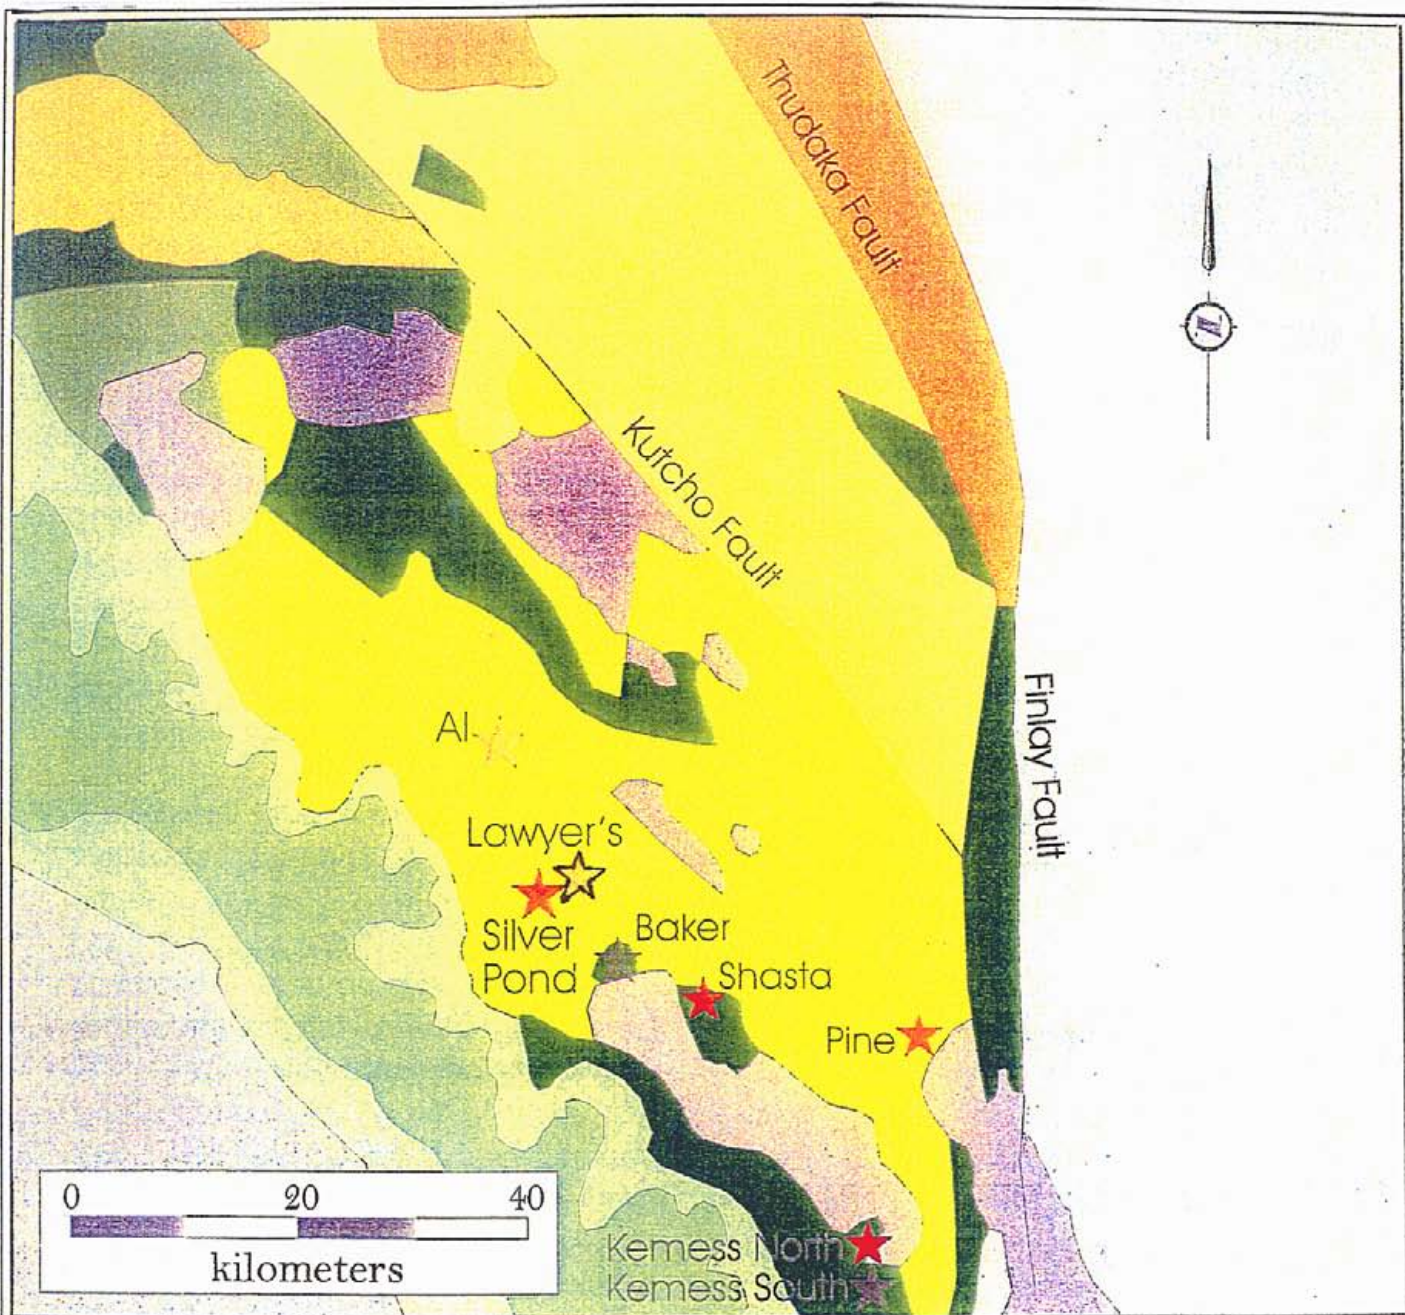 Thudaka Fault
Kutcho Fault
Finlay Fault
Al
Lawyer's
Silver
Pond
Baker
Shasta
Pine
Kemess North
Kemess South
0 20 40
kilometers